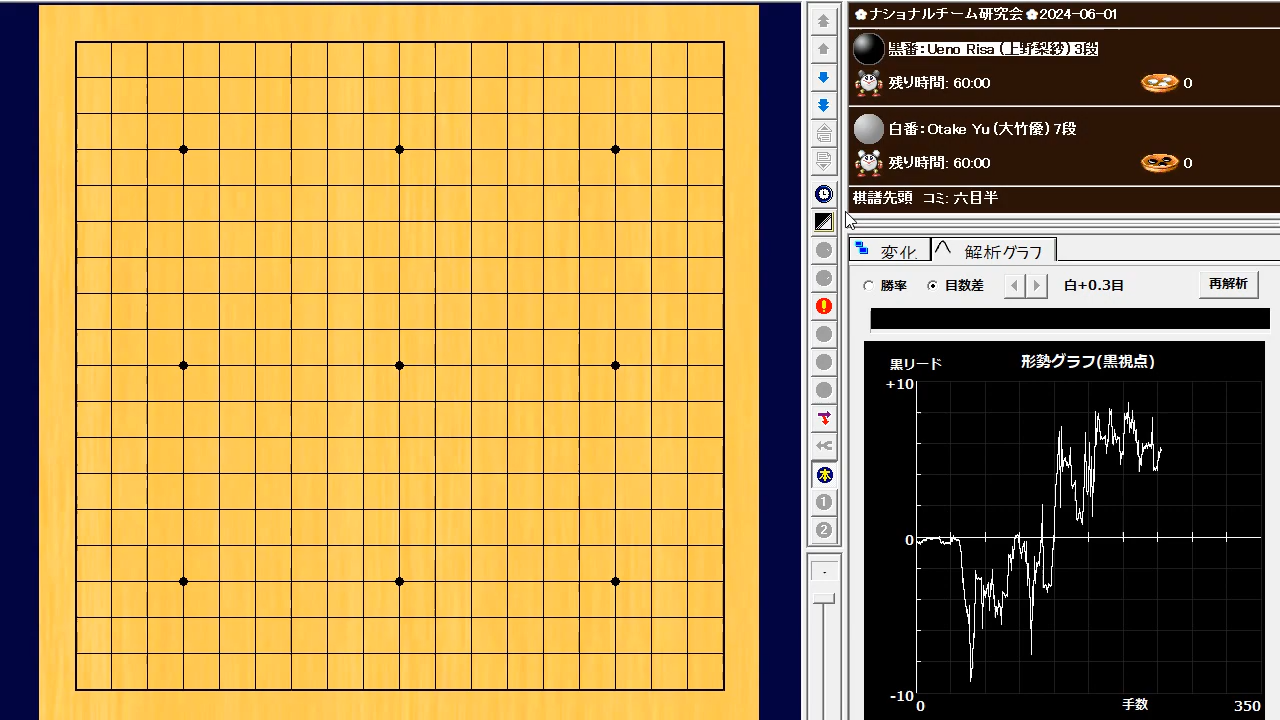 ナショナルチーム研究会 2024-06-01
黒番：Ueno Risa (上野梨紗) 3段
残り時間: 60:00 0
白番：Otake Yu (大竹優) 7段
残り時間: 60:00 0
棋譜先頭 コミ: 六目半
変化 解析グラフ
勝率 目数差 白+0.3目 再解析
黒リード 形勢グラフ(黒視点)
+10
0
-10
0 手数 350
本
1
2
-